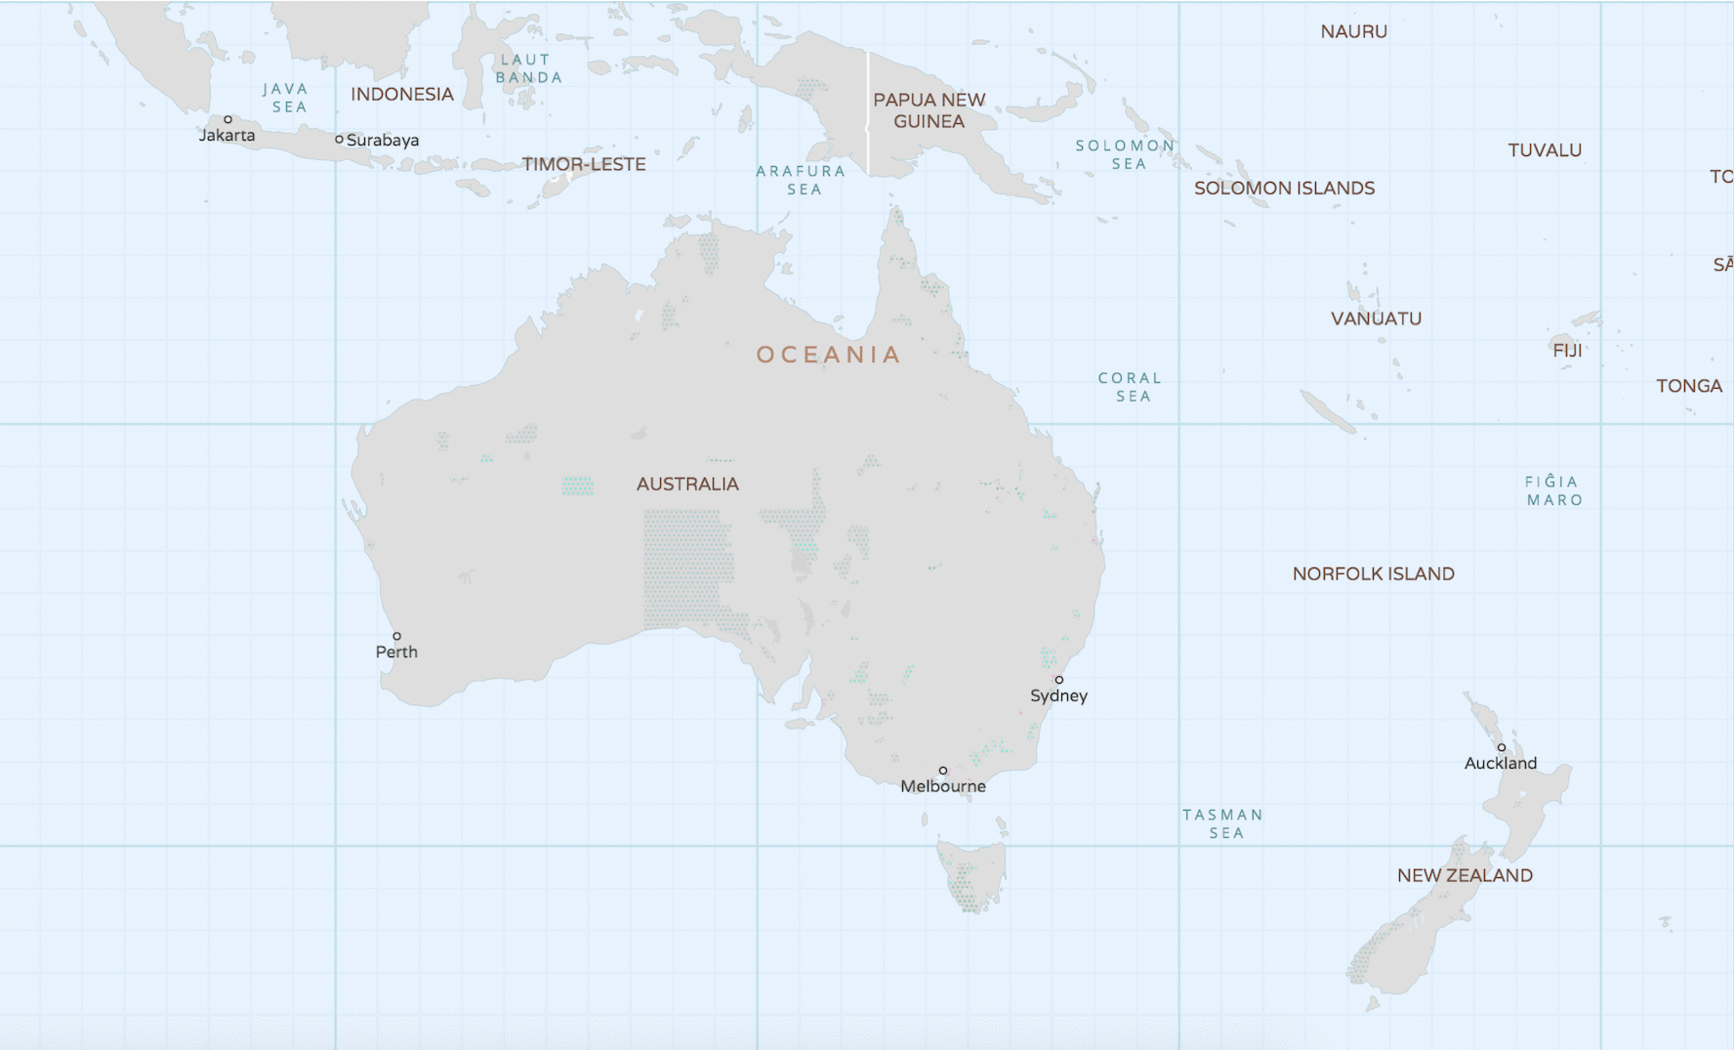 NAURU
LAUT
BANDA
JAVA
SEA
INDONESIA
PAPUA NEW
GUINEA
Jakarta
Surabaya
SOLOMON
SEA
TUVALU
TIMOR-LESTE
ARAFURA
SEA
TO
SOLOMON ISLANDS
SĀ
VANUATU
OCEANIA
FIJI
CORAL
SEA
TONGA
AUSTRALIA
FIĜIA
MARO
NORFOLK ISLAND
Perth
Sydney
Auckland
Melbourne
TASMAN
SEA
NEW ZEALAND